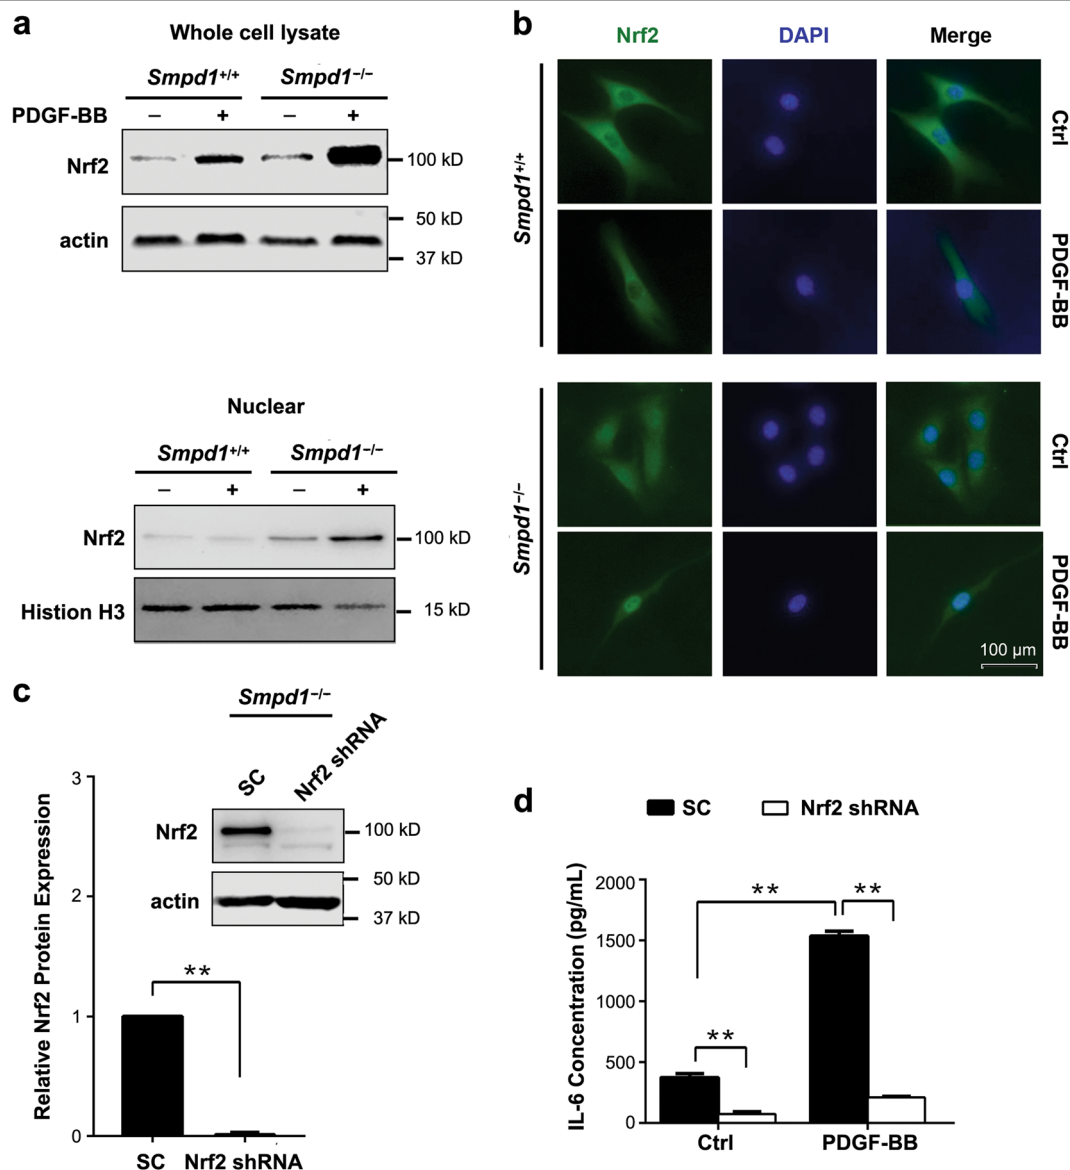 a
Whole cell lysate
Smpd1+/+ Smpd1−/−
PDGF-BB − + − +
Nrf2 100 kD
actin 50 kD
37 kD
Nuclear
Smpd1+/+ Smpd1−/−
− + − +
Nrf2 100 kD
Histion H3 15 kD
b
Nrf2 DAPI Merge
Smpd1+/+
Ctrl
PDGF-BB
Smpd1−/−
Ctrl
PDGF-BB
100 µm
c
Smpd1−/−
SC Nrf2 shRNA
Nrf2 100 kD
actin 50 kD
37 kD
Relative Nrf2 Protein Expression
3
2
1
0
**
SC Nrf2 shRNA
d
SC Nrf2 shRNA
IL-6 Concentration (pg/mL)
2000
1500
1000
500
0
** **
**
Ctrl PDGF-BB